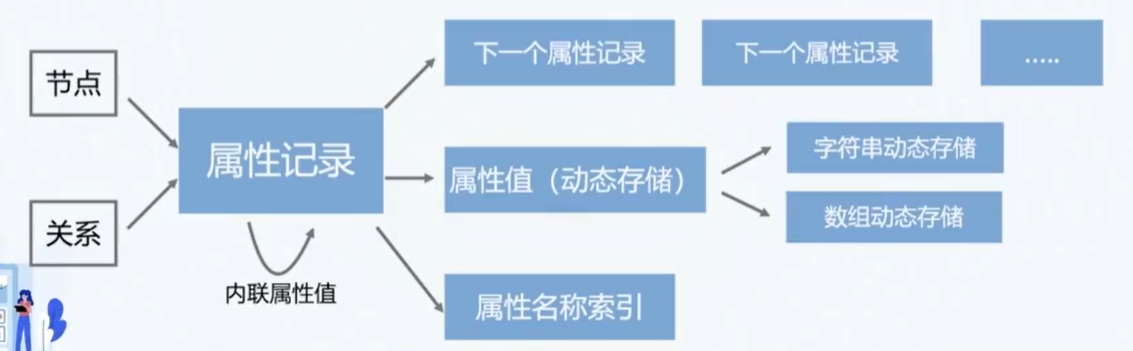 节点
关系
属性记录
内联属性值
下一个属性记录
下一个属性记录
.....
属性值（动态存储）
字符串动态存储
数组动态存储
属性名称索引